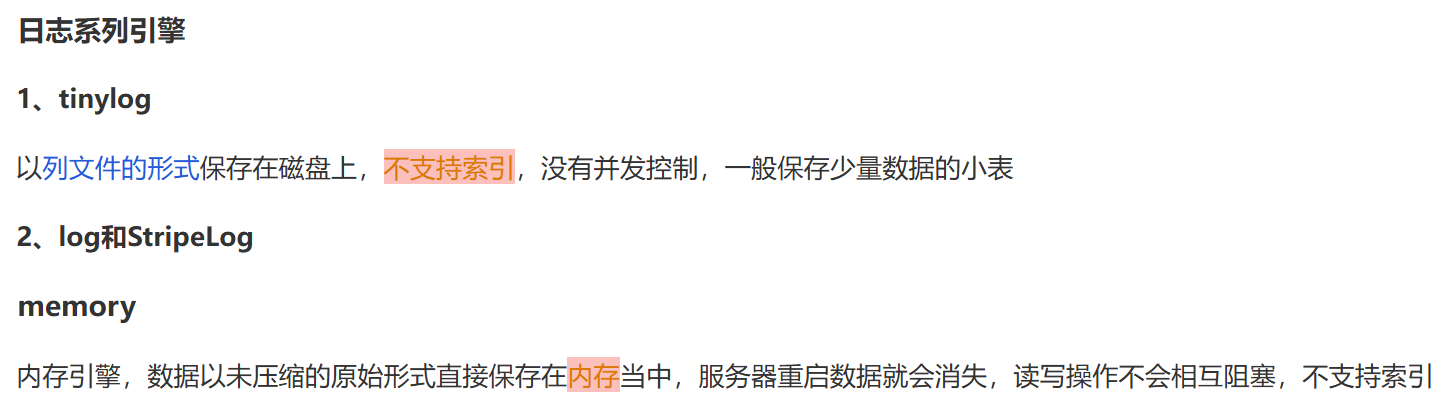 日志系列引擎
1、tinylog
以列文件的形式保存在磁盘上，不支持索引，没有并发控制，一般保存少量数据的小表
2、log和StripeLog
memory
内存引擎，数据以未压缩的原始形式直接保存在内存当中，服务器重启数据就会消失，读写操作不会相互阻塞，不支持索引